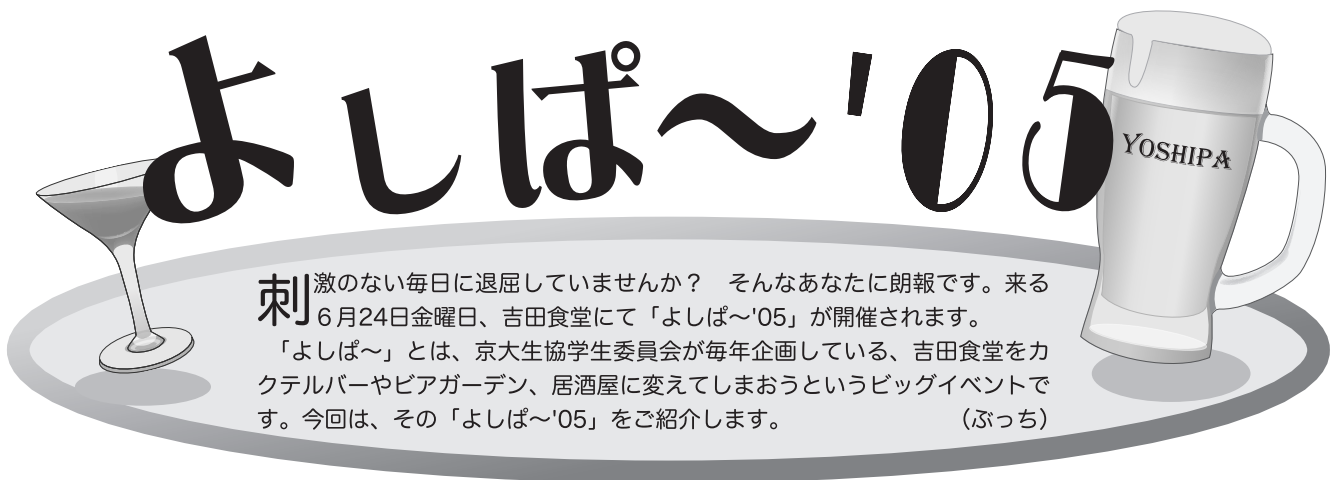 よしぱ〜'05
YOSHIPA
刺激のない毎日に退屈していませんか？　そんなあなたに朗報です。来る
６月24日金曜日、吉田食堂にて「よしぱ〜'05」が開催されます。
「よしぱ〜」とは、京大生協学生委員会が毎年企画している、吉田食堂をカ
クテルバーやビアガーデン、居酒屋に変えてしまおうというビッグイベントで
す。今回は、その「よしぱ〜'05」をご紹介します。　（ぶっち）